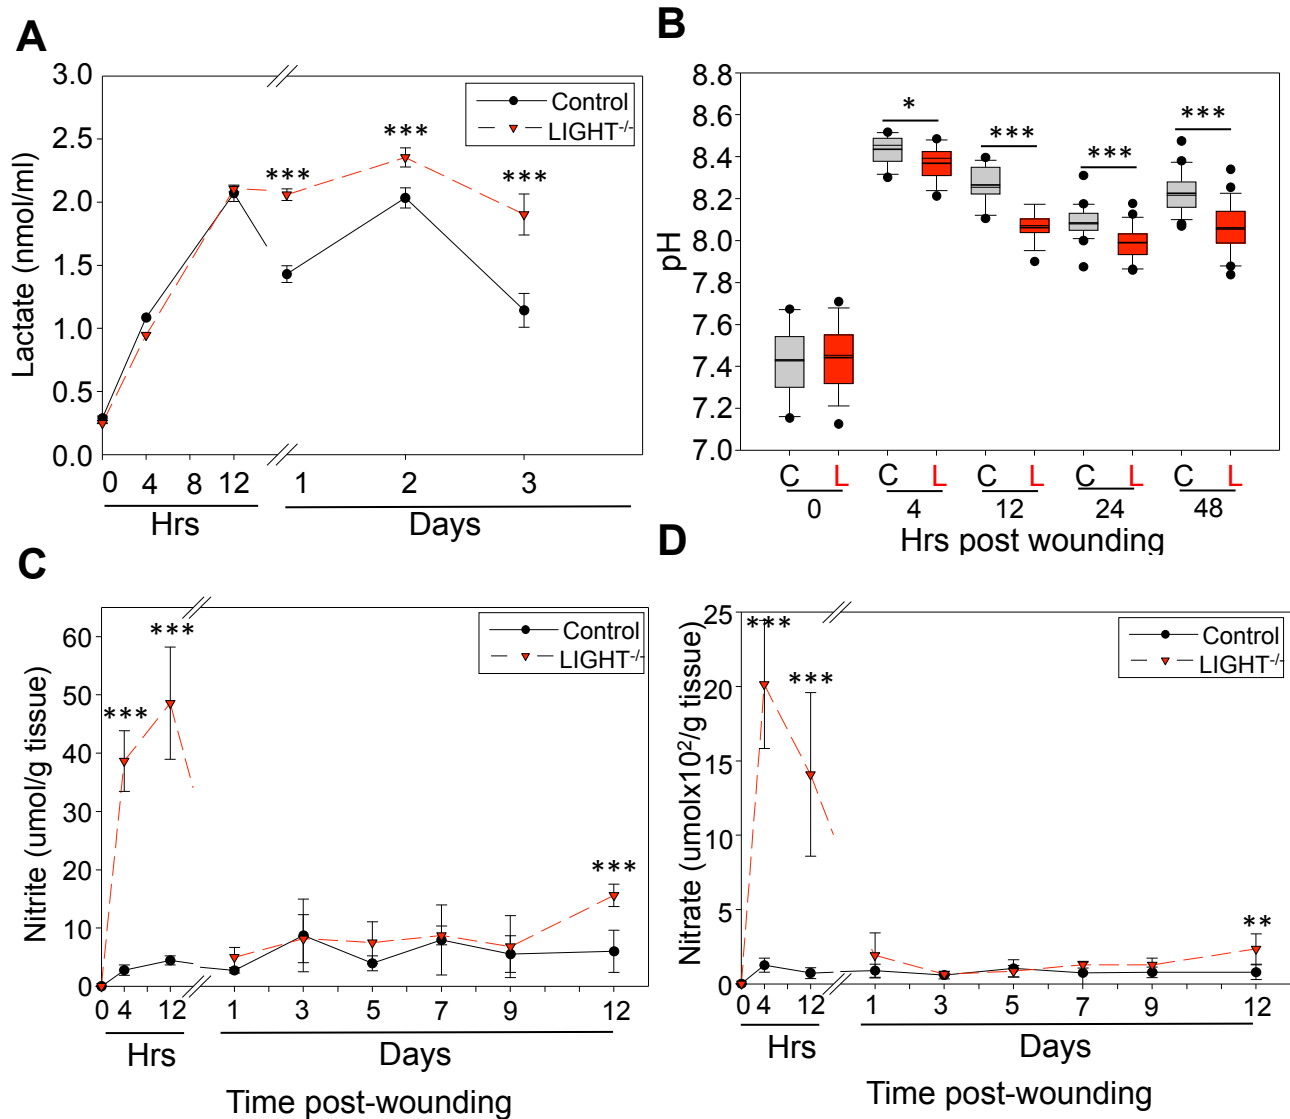 A
Lactate (nmol/ml)
3.0
2.5
2.0
1.5
1.0
0.5
0.0
Control
LIGHT-/-
***
***
***
0 4 8 12 1 2 3
Hrs Days
B
pH
8.8
8.6
8.4
8.2
8.0
7.8
7.6
7.4
7.2
7.0
*
***
***
***
C L C L C L C L C L
0 4 12 24 48
Hrs post wounding
C
Nitrite (umol/g tissue)
60
50
40
30
20
10
0
Control
LIGHT-/-
***
***
***
0 4 12 1 3 5 7 9 12
Hrs Days
Time post-wounding
D
Nitrate (umolx10²/g tissue)
25
20
15
10
5
0
Control
LIGHT-/-
***
***
**
0 4 12 1 3 5 7 9 12
Hrs Days
Time post-wounding